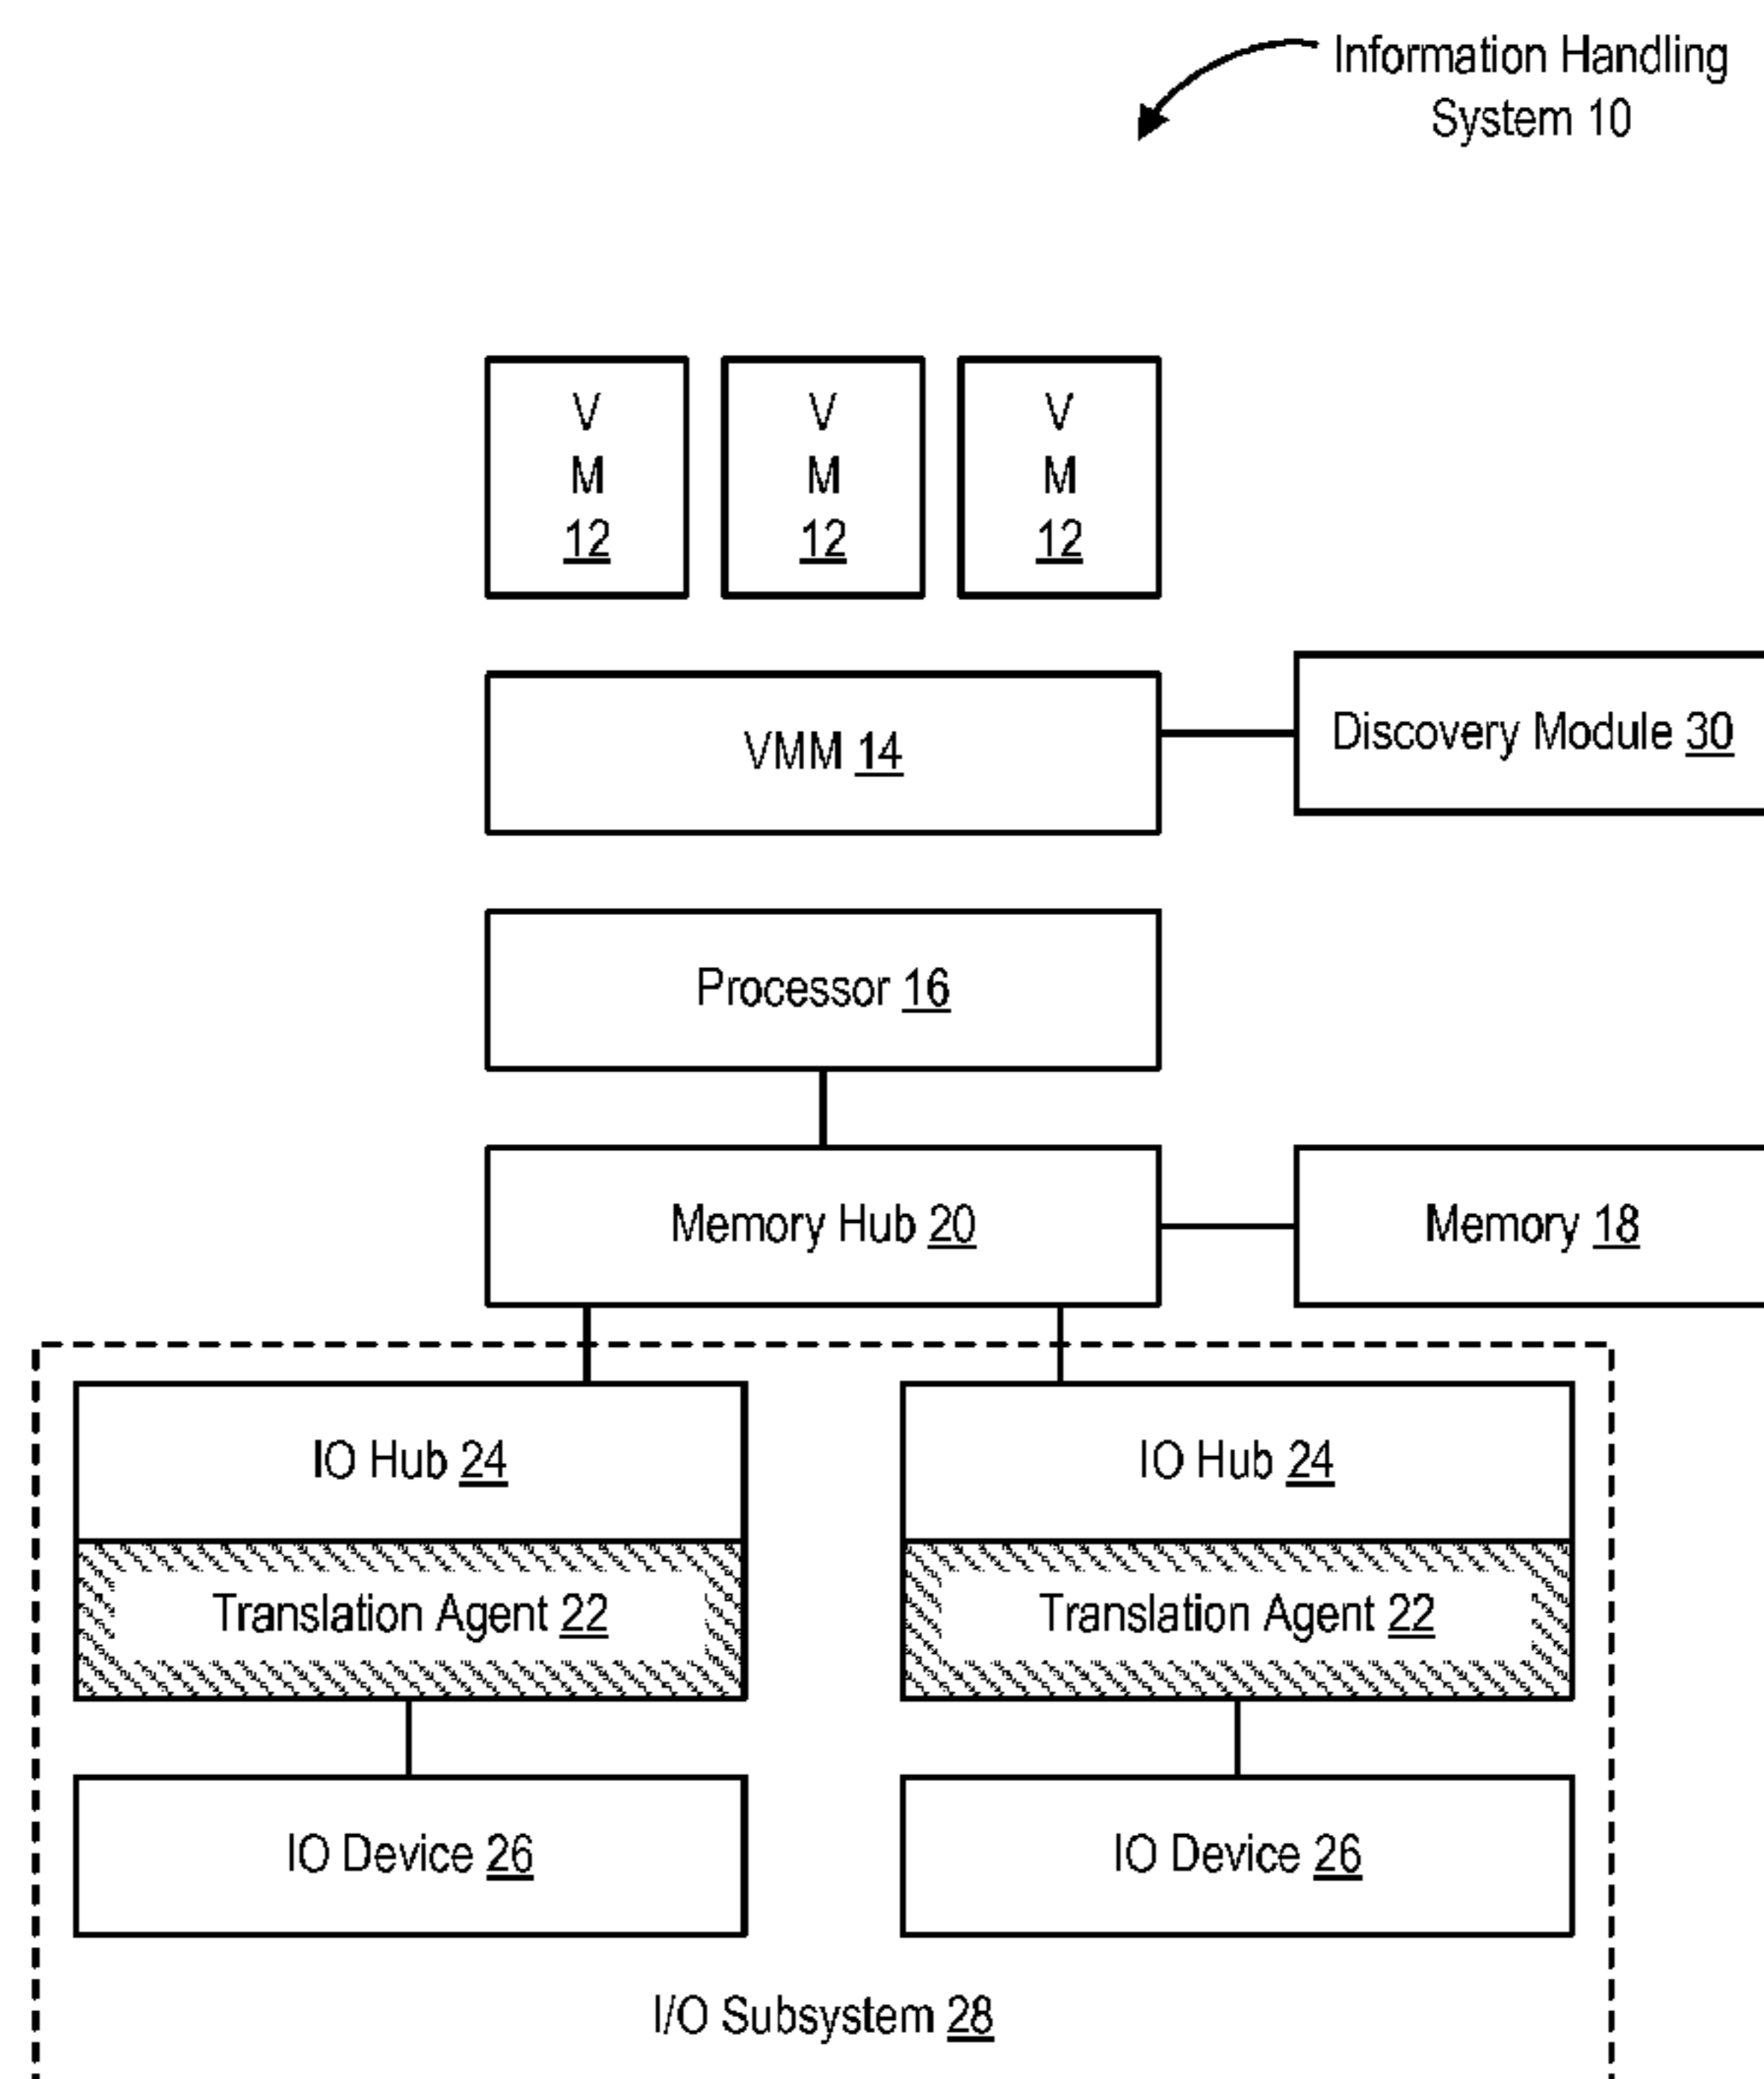 Information Handling
System 10
V
M
12
V
M
12
V
M
12
VMM 14
Discovery Module 30
Processor 16
Memory Hub 20
Memory 18
IO Hub 24
IO Hub 24
Translation Agent 22
Translation Agent 22
IO Device 26
IO Device 26
I/O Subsystem 28